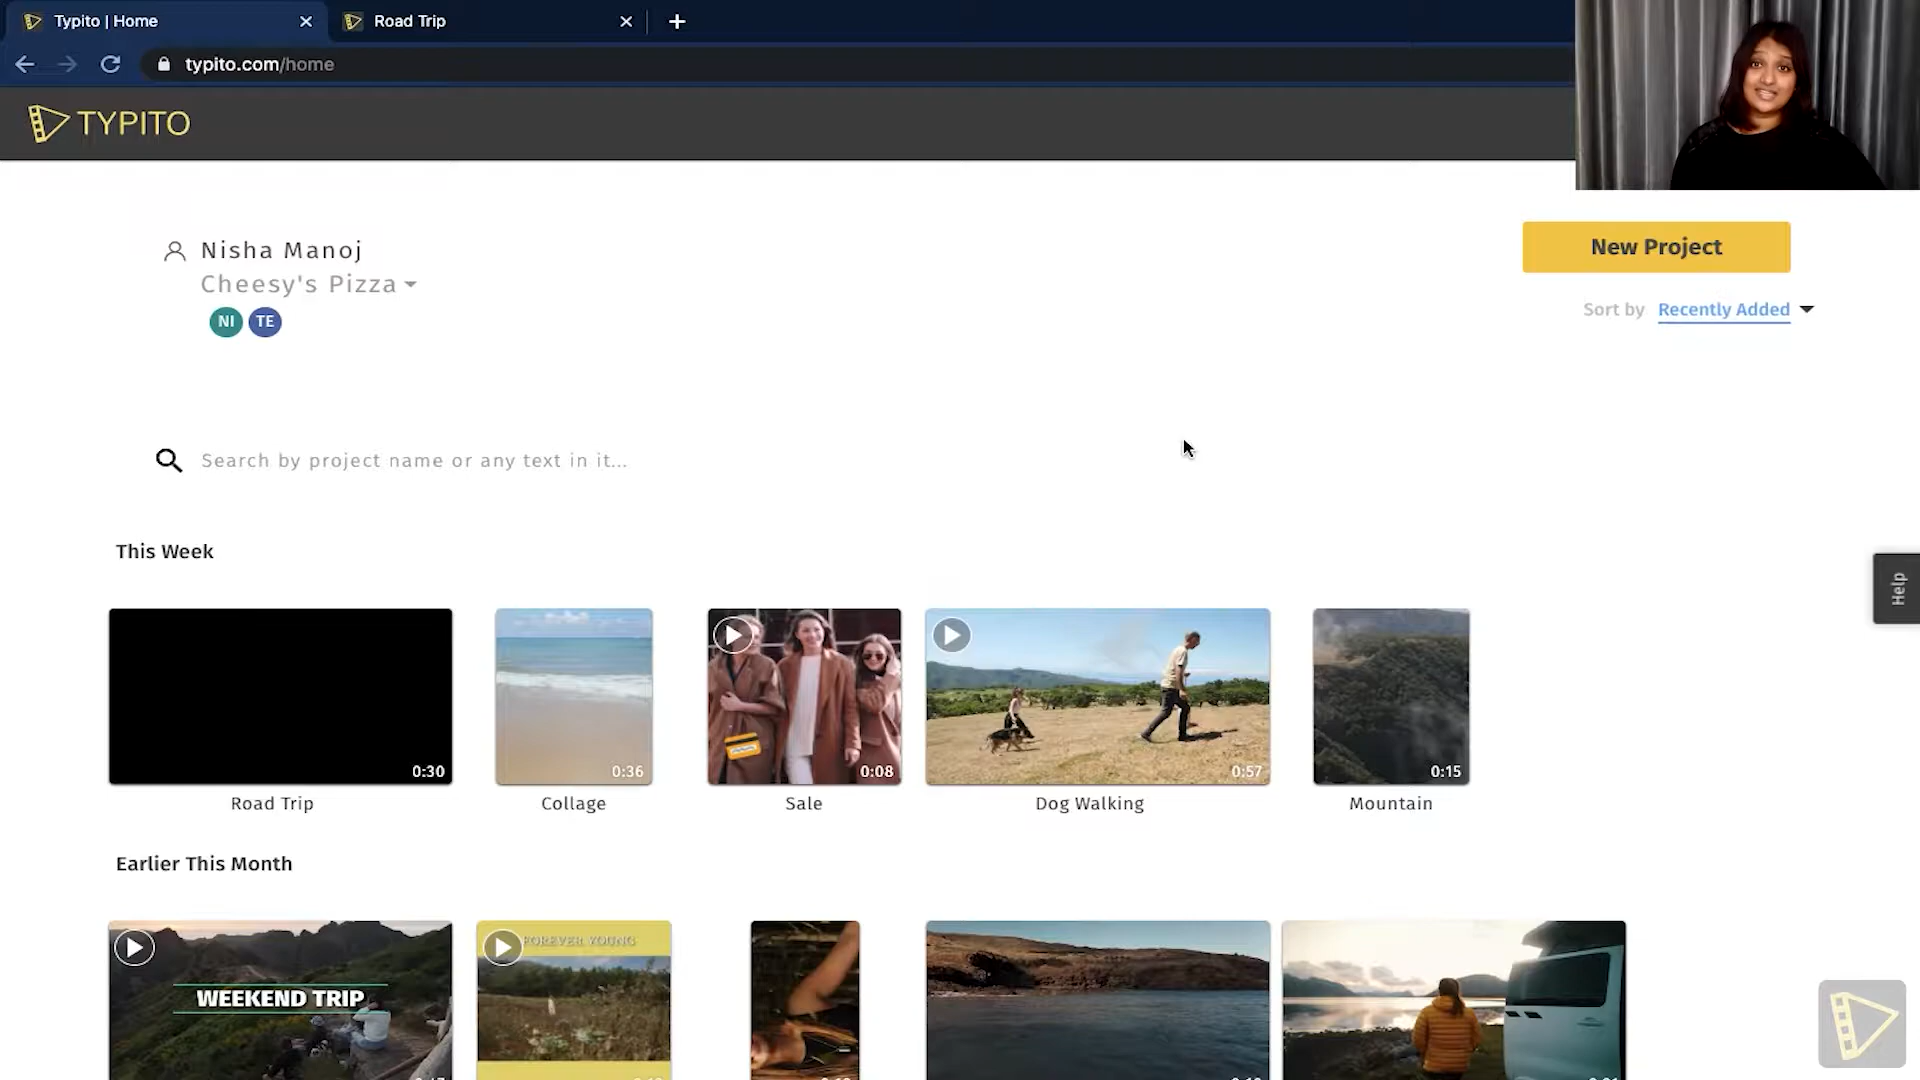 Typito | Home
Road Trip
typito.com/home
TYPITO
Nisha Manoj
Cheesy's Pizza
NI TE
New Project
Sort by Recently Added
Search by project name or any text in it...
This Week
0:30
0:36
0:08
0:57
0:15
Road Trip
Collage
Sale
Dog Walking
Mountain
Help
Earlier This Month
WEEKEND TRIP
FOREVER YOUNG